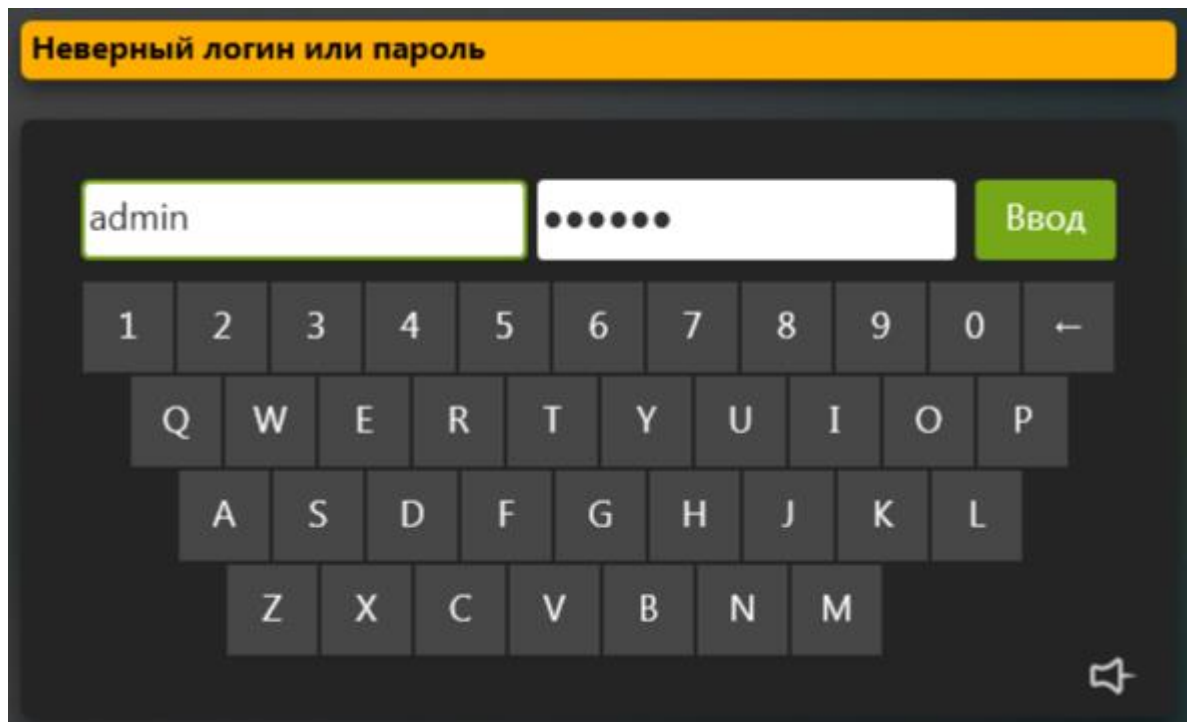 Неверный логин или пароль
admin ●●●●●● Ввод
1 2 3 4 5 6 7 8 9 0 ←
Q W E R T Y U I O P
A S D F G H J K L
Z X C V B N M